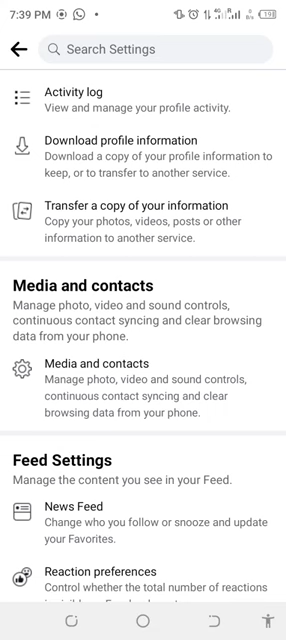 7:39 PM
4G R
0 B/s 19
Search Settings
Activity log
View and manage your profile activity.
Download profile information
Download a copy of your profile information to
keep, or to transfer to another service.
Transfer a copy of your information
Copy your photos, videos, posts or other
information to another service.
Media and contacts
Manage photo, video and sound controls,
continuous contact syncing and clear browsing
data from your phone.
Media and contacts
Manage photo, video and sound controls,
continuous contact syncing and clear
browsing data from your phone.
Feed Settings
Manage the content you see in your Feed.
News Feed
Change who you follow or snooze and update
your Favorites.
Reaction preferences
Control whether the total number of reactions